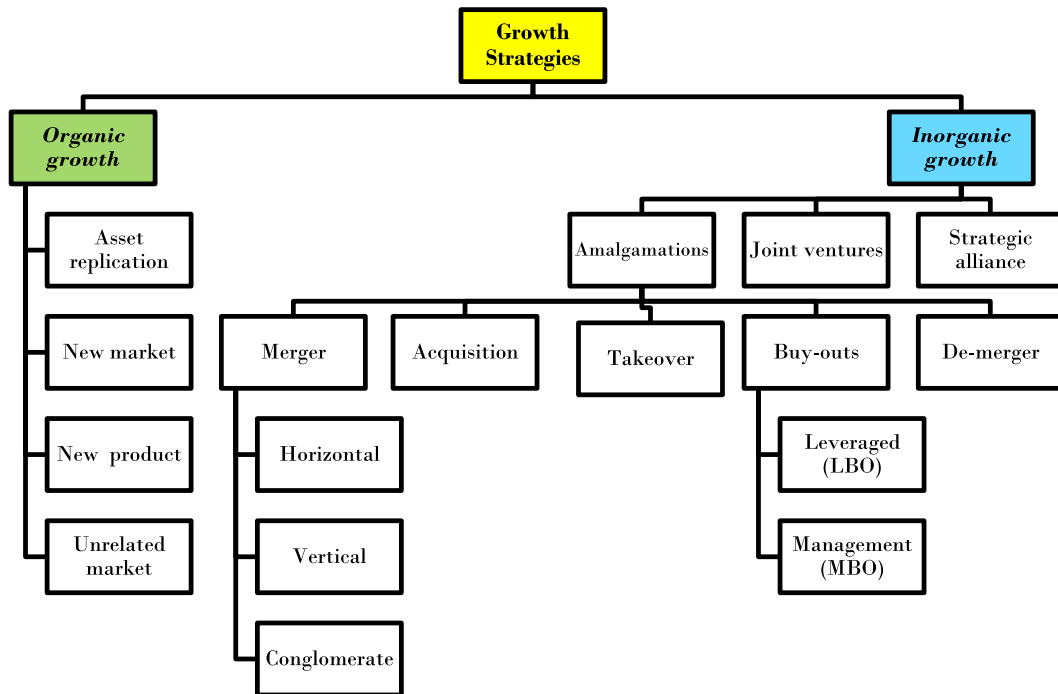 Growth
Strategies
Organic
growth
Inorganic
growth
Asset
replication
Amalgamations
Joint ventures
Strategic
alliance
New market
Merger
Acquisition
Takeover
Buy-outs
De-merger
New product
Horizontal
Leveraged
(LBO)
Unrelated
market
Vertical
Management
(MBO)
Conglomerate